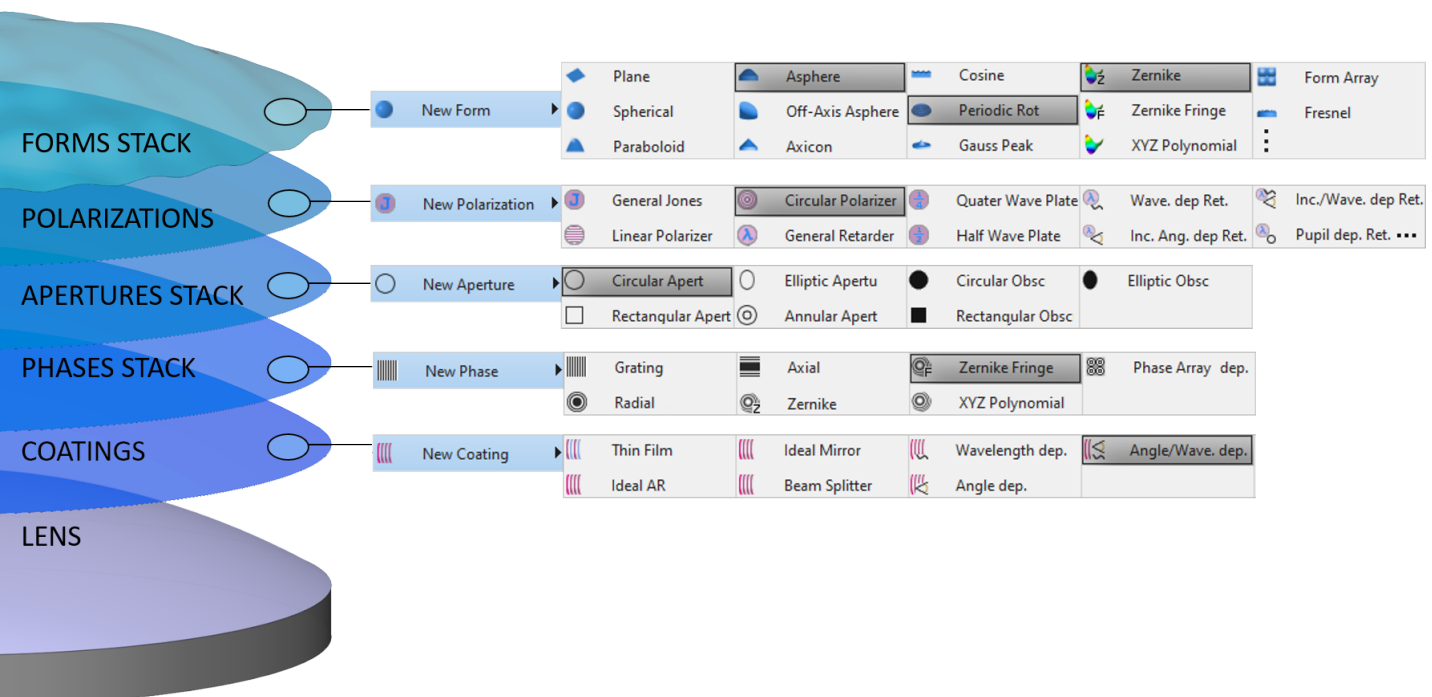 FORMS STACK
New Form
Plane Asphere Cosine Zernike Form Array
Spherical Off-Axis Asphere Periodic Rot Zernike Fringe Fresnel
Paraboloid Axicon Gauss Peak XYZ Polynomial
POLARIZATIONS
New Polarization
General Jones Circular Polarizer Quater Wave Plate Wave. dep Ret. Inc./Wave. dep Ret.
Linear Polarizer General Retarder Half Wave Plate Inc. Ang. dep Ret. Pupil dep. Ret.
APERTURES STACK
New Aperture
Circular Apert Elliptic Apertu Circular Obsc Elliptic Obsc
Rectangular Apert Annular Apert Rectangular Obsc
PHASES STACK
New Phase
Grating Axial Zernike Fringe Phase Array dep.
Radial Zernike XYZ Polynomial
COATINGS
New Coating
Thin Film Ideal Mirror Wavelength dep. Angle/Wave. dep.
Ideal AR Beam Splitter Angle dep.
LENS